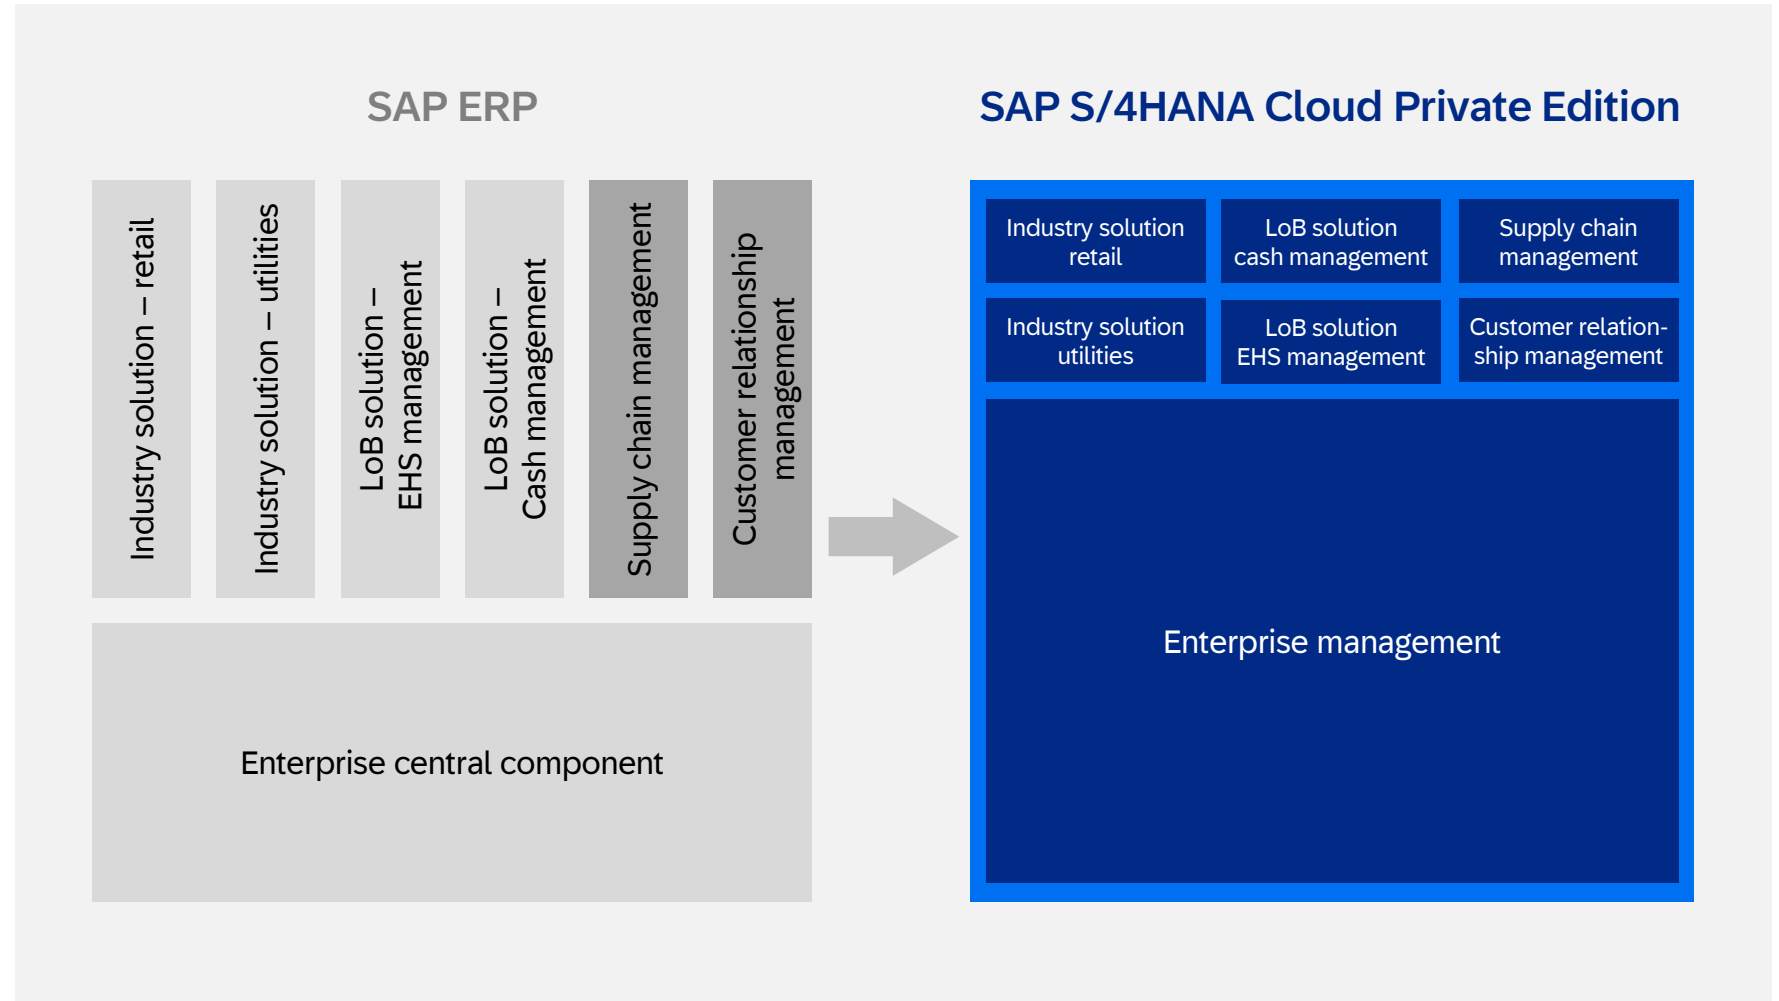 SAP ERP
Industry solution – retail
Industry solution – utilities
LoB solution –
EHS management
LoB solution –
Cash management
Supply chain management
Customer relationship
management
Enterprise central component
SAP S/4HANA Cloud Private Edition
Industry solution
retail
LoB solution
cash management
Supply chain
management
Industry solution
utilities
LoB solution
EHS management
Customer relation-
ship management
Enterprise management